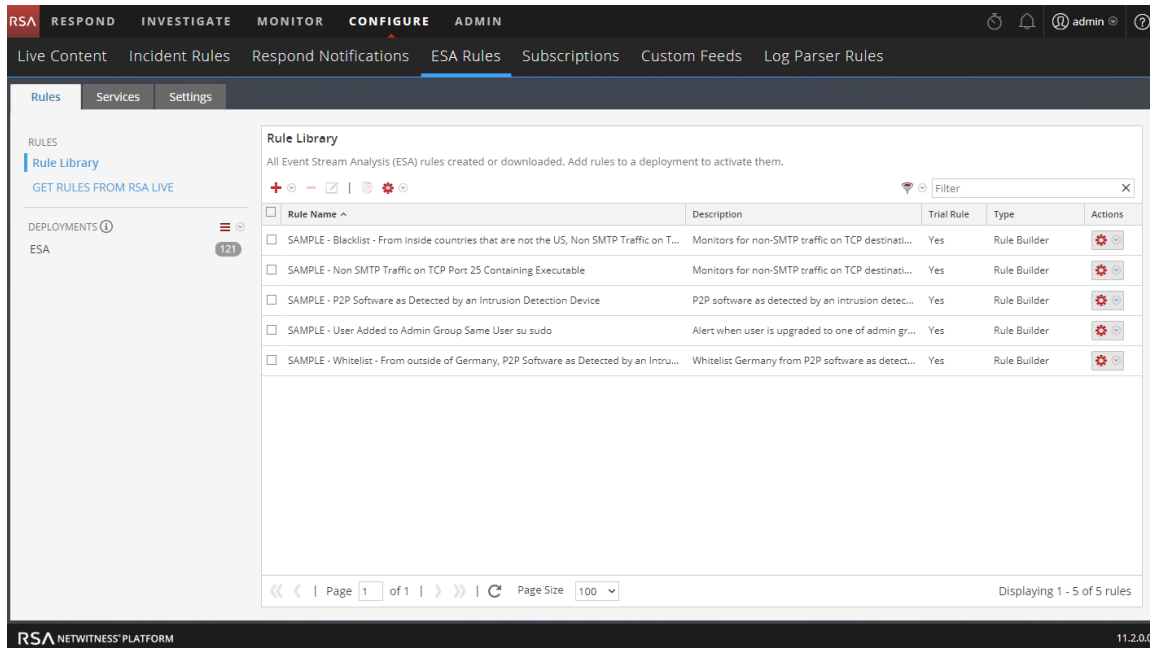 RSA RESPOND INVESTIGATE MONITOR CONFIGURE ADMIN admin
Live Content Incident Rules Respond Notifications ESA Rules Subscriptions Custom Feeds Log Parser Rules
Rules Services Settings
RULES
Rule Library
GET RULES FROM RSA LIVE
DEPLOYMENTS
ESA 121
Rule Library
All Event Stream Analysis (ESA) rules created or downloaded. Add rules to a deployment to activate them.
Filter
Rule Name Description Trial Rule Type Actions
SAMPLE - Blacklist - From inside countries that are not the US, Non SMTP Traffic on T... Monitors for non-SMTP traffic on TCP destinati... Yes Rule Builder
SAMPLE - Non SMTP Traffic on TCP Port 25 Containing Executable Monitors for non-SMTP traffic on TCP destinati... Yes Rule Builder
SAMPLE - P2P Software as Detected by an Intrusion Detection Device P2P software as detected by an intrusion detec... Yes Rule Builder
SAMPLE - User Added to Admin Group Same User su sudo Alert when user is upgraded to one of admin gr... Yes Rule Builder
SAMPLE - Whitelist - From outside of Germany, P2P Software as Detected by an Intru... Whitelist Germany from P2P software as detect... Yes Rule Builder
Page 1 of 1 Page Size 100 Displaying 1 - 5 of 5 rules
RSA NETWITNESS® PLATFORM 11.2.0.0